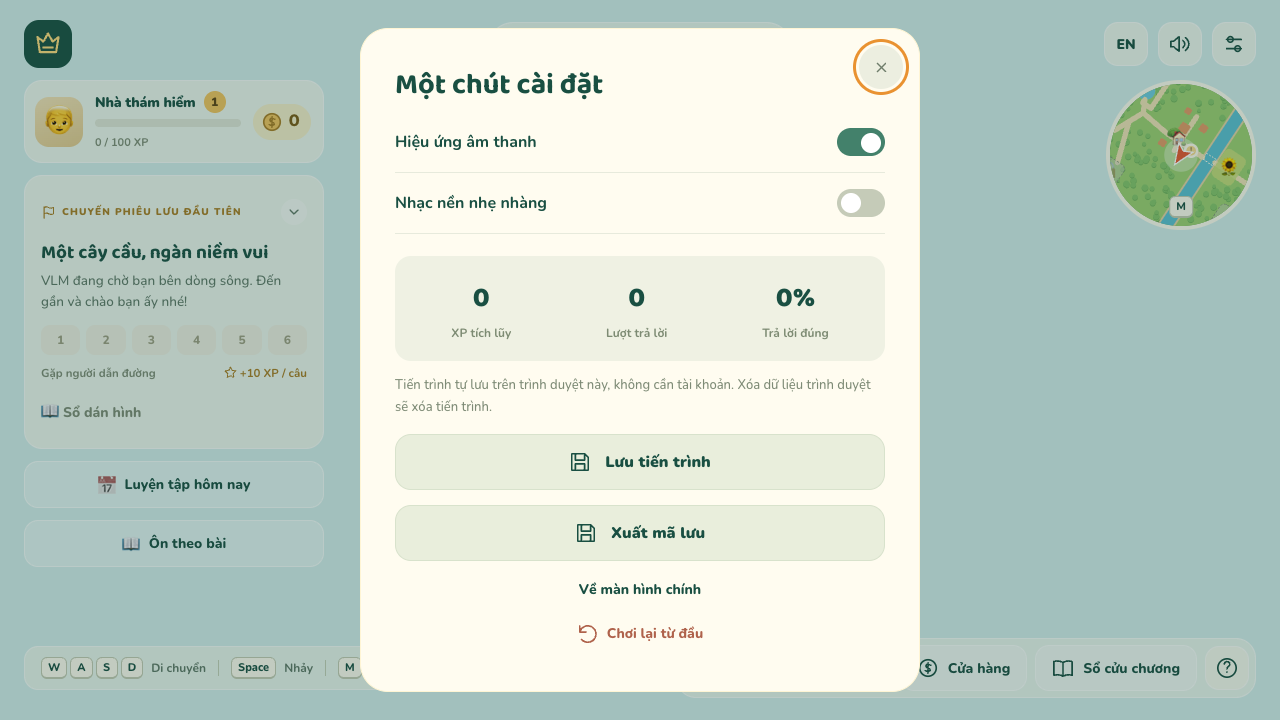 EN
Nhà thám hiểm 1
0
0 / 100 XP
CHUYẾN PHIÊU LƯU ĐẦU TIÊN
Một cây cầu, ngàn niềm vui
VLM đang chờ bạn bên dòng sông. Đến
gần và chào bạn ấy nhé!
1 2 3 4 5 6
Gặp người dẫn đường
+10 XP / câu
Sổ dán hình
Luyện tập hôm nay
Ôn theo bài
Một chút cài đặt
Hiệu ứng âm thanh
Nhạc nền nhẹ nhàng
0 0 0%
XP tích lũy Lượt trả lời Trả lời đúng
Tiến trình tự lưu trên trình duyệt này, không cần tài khoản. Xóa dữ liệu trình duyệt
sẽ xóa tiến trình.
Lưu tiến trình
Xuất mã lưu
Về màn hình chính
Chơi lại từ đầu
M
W A S D Di chuyển Space Nhảy M
Cửa hàng
Sổ cửu chương